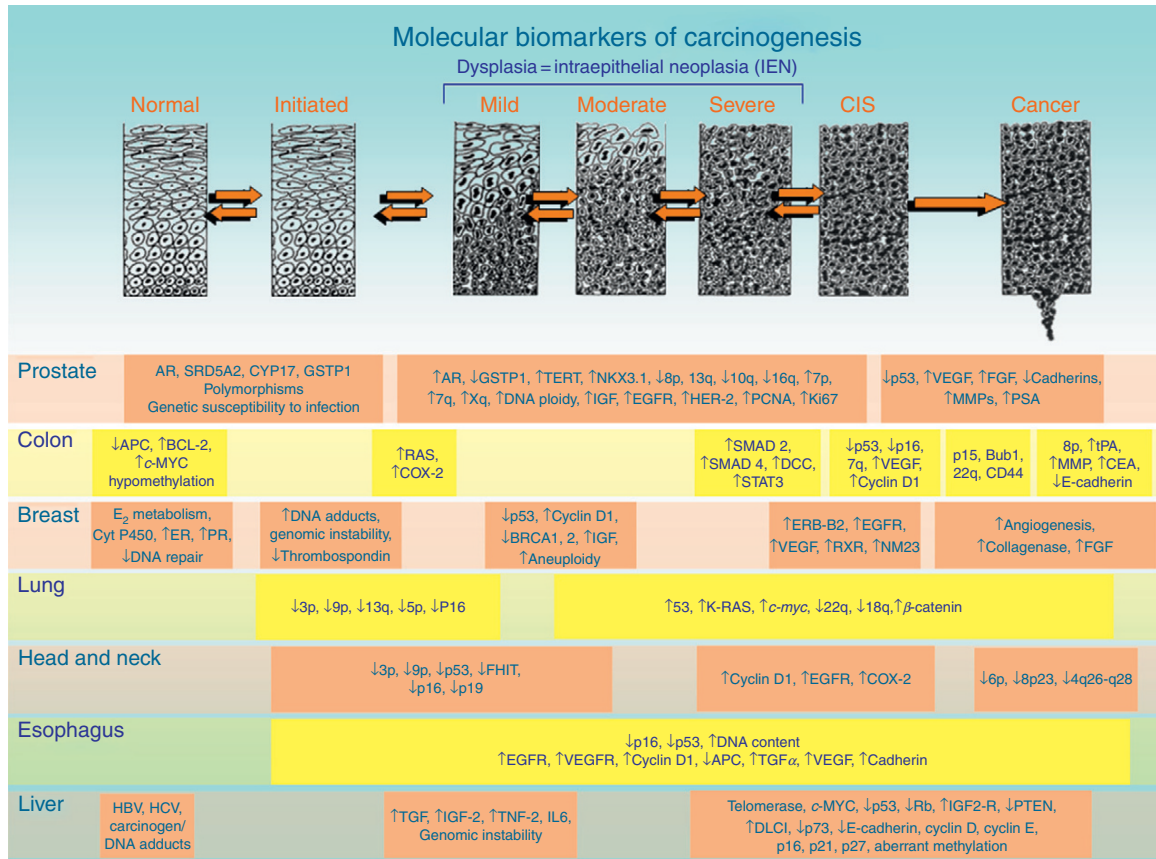 Molecular biomarkers of carcinogenesis
Dysplasia = intraepithelial neoplasia (IEN)
Normal
Initiated
Mild
Moderate
Severe
CIS
Cancer
Prostate
AR, SRD5A2, CYP17, GSTP1
Polymorphisms
Genetic susceptibility to infection
↑AR, ↓GSTP1, ↑TERT, ↑NKX3.1, ↓8p, 13q, ↓10q, ↓16q, ↑7p,
↑7q, ↑Xq, ↑DNA ploidy, ↑IGF, ↑EGFR, ↑HER-2, ↑PCNA, ↑Ki67
↓p53, ↑VEGF, ↑FGF, ↓Cadherins,
↑MMPs, ↑PSA
Colon
↓APC, ↑BCL-2,
↑c-MYC
hypomethylation
↑RAS,
↑COX-2
↑SMAD 2,
↑SMAD 4, ↑DCC,
↑STAT3
↓p53, ↓p16,
7q, ↑VEGF,
↑Cyclin D1
p15, Bub1,
22q, CD44
8p, ↑tPA,
↑MMP, ↑CEA,
↓E-cadherin
Breast
E₂ metabolism,
Cyt P450, ↑ER, ↑PR,
↓DNA repair
↑DNA adducts,
genomic instability,
↓Thrombospondin
↓p53, ↑Cyclin D1,
↓BRCA1, 2, ↑IGF,
↑Aneuploidy
↑ERB-B2, ↑EGFR,
↑VEGF, ↑RXR, ↑NM23
↑Angiogenesis,
↑Collagenase, ↑FGF
Lung
↓3p, ↓9p, ↓13q, ↓5p, ↓P16
↑53, ↑K-RAS, ↑c-myc, ↓22q, ↓18q,↑β-catenin
Head and neck
↓3p, ↓9p, ↓p53, ↓FHIT,
↓p16, ↓p19
↑Cyclin D1, ↑EGFR, ↑COX-2
↓6p, ↓8p23, ↓4q26-q28
Esophagus
↓p16, ↓p53, ↑DNA content
↑EGFR, ↑VEGFR, ↑Cyclin D1, ↓APC, ↑TGFα, ↑VEGF, ↑Cadherin
Liver
HBV, HCV,
carcinogen/
DNA adducts
↑TGF, ↑IGF-2, ↑TNF-2, IL6,
Genomic instability
Telomerase, c-MYC, ↓p53, ↓Rb, ↑IGF2-R, ↓PTEN,
↑DLCI, ↓p73, ↓E-cadherin, cyclin D, cyclin E,
p16, p21, p27, aberrant methylation